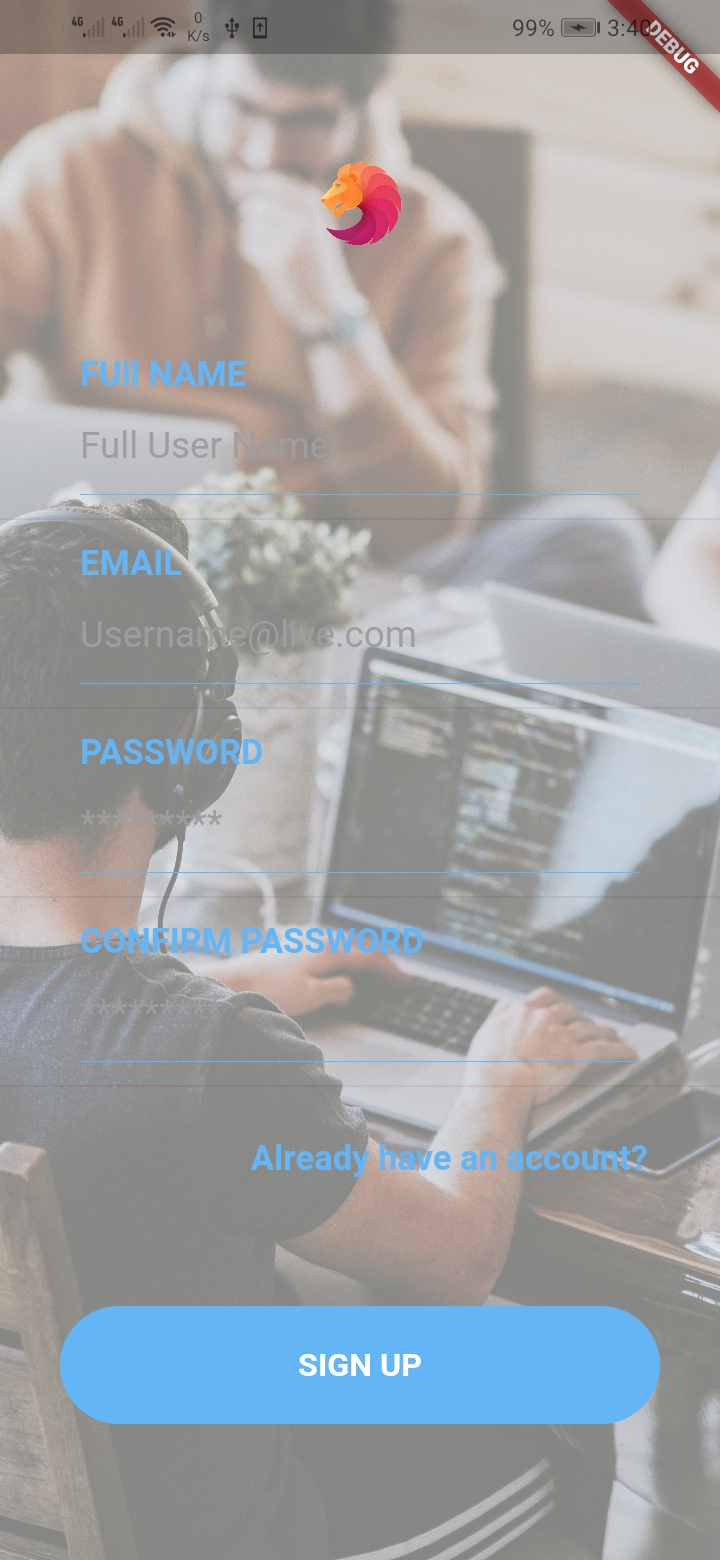 4G 4G 0 K/s 99% 3:40
DEBUG
FUll NAME
Full User Name
EMAIL
Username@live.com
PASSWORD
*********
CONFIRM PASSWORD
*********
Already have an account?
SIGN UP